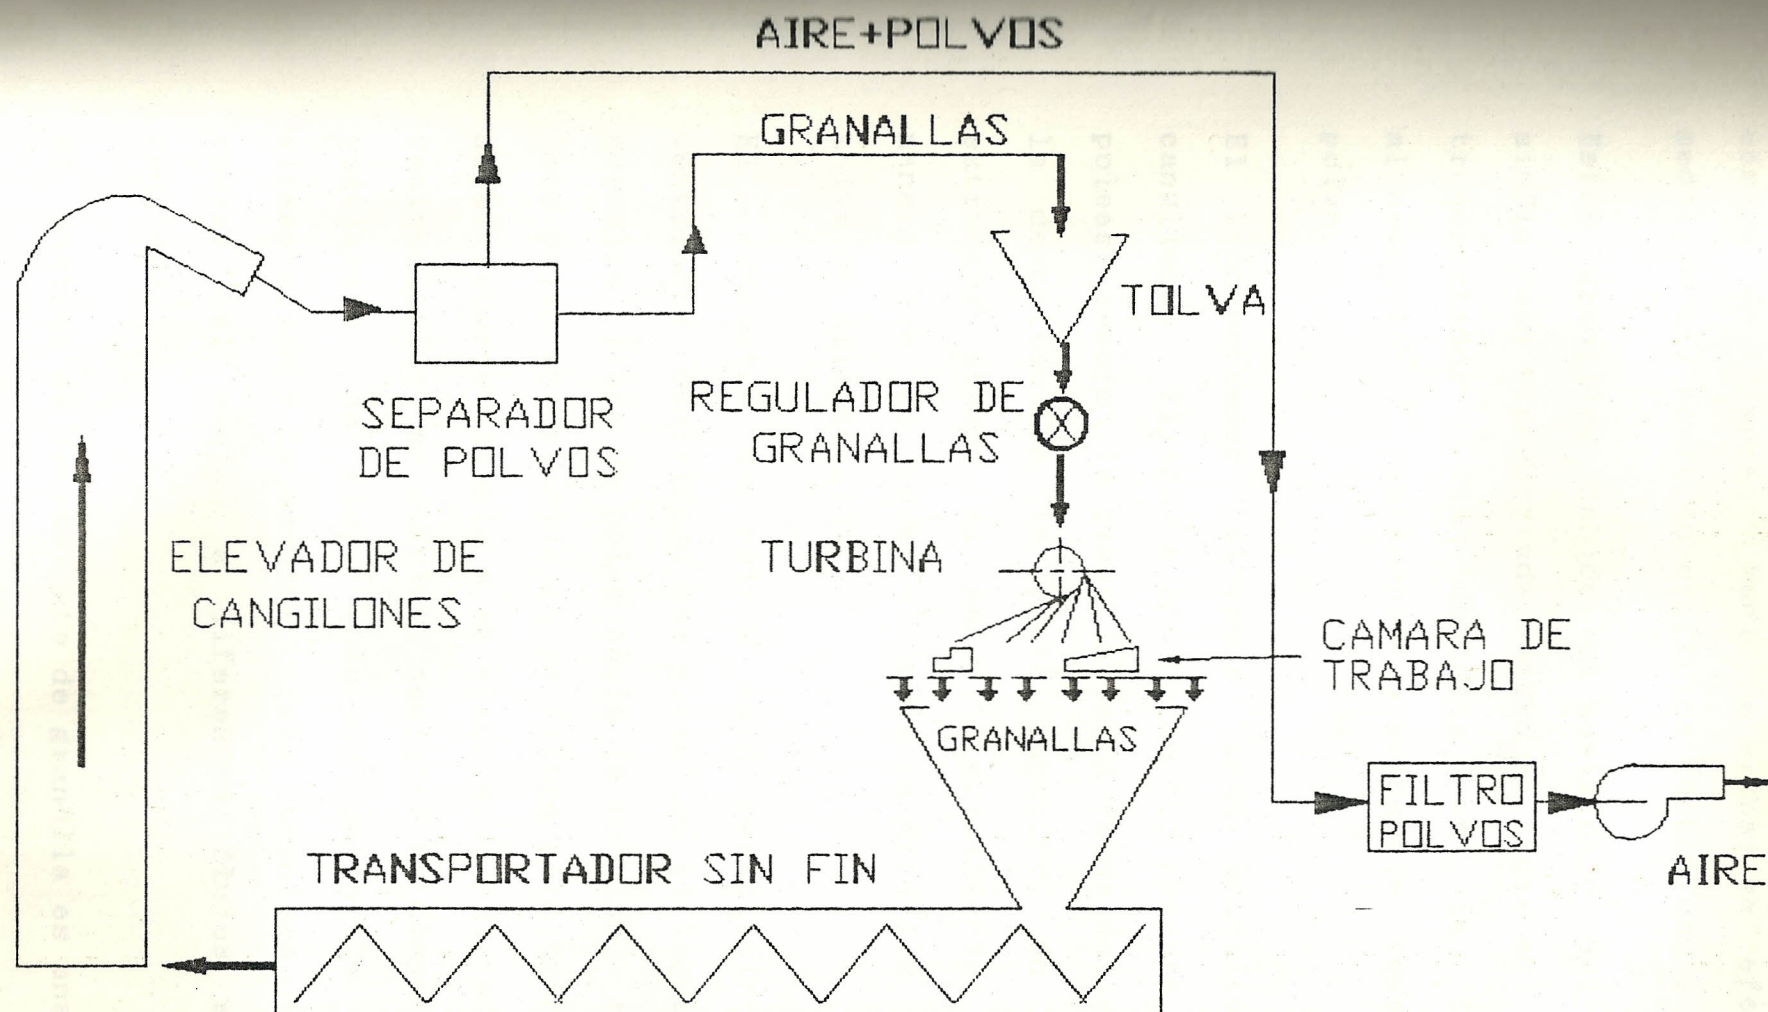 AIRE+POLVOS
GRANALLAS
TOLVA
REGULADOR DE
GRANALLAS
SEPARADOR
DE POLVOS
ELEVADOR DE
CANGILONES
TURBINA
CAMARA DE
TRABAJO
GRANALLAS
FILTRO
POLVOS
AIRE
TRANSPORTADOR SIN FIN